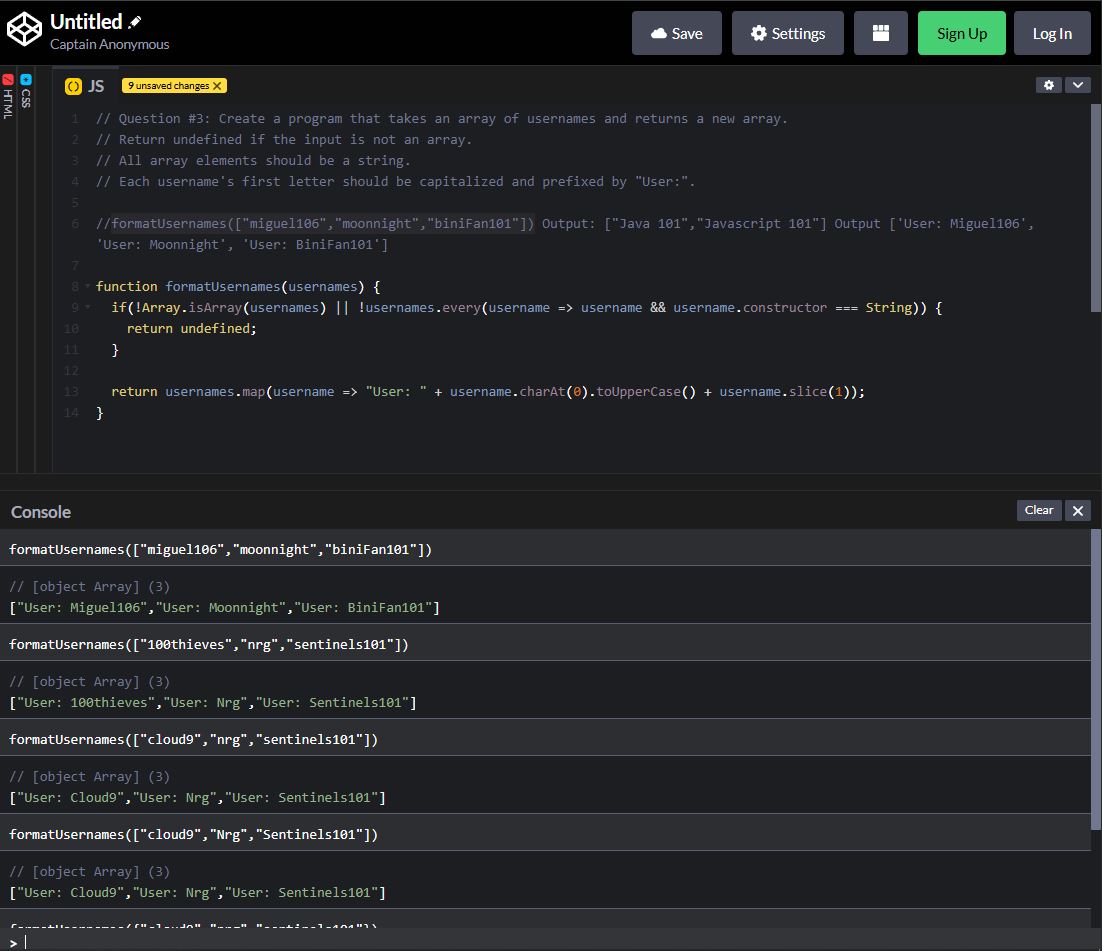 Untitled
Captain Anonymous
Save
Settings
Sign Up
Log In
HTML
CSS
JS
9 unsaved changes
1 // Question #3: Create a program that takes an array of usernames and returns a new array.
2 // Return undefined if the input is not an array.
3 // All array elements should be a string.
4 // Each username's first letter should be capitalized and prefixed by "User:".
5
6 //formatUsernames(["miguel106","moonnight","biniFan101"]) Output: ["Java 101","Javascript 101"] Output ['User: Miguel106',
'User: Moonnight', 'User: BiniFan101']
7
8 function formatUsernames(usernames) {
9 if(!Array.isArray(usernames) || !usernames.every(username => username && username.constructor === String)) {
10 return undefined;
11 }
12
13 return usernames.map(username => "User: " + username.charAt(0).toUpperCase() + username.slice(1));
14 }
Console
Clear
formatUsernames(["miguel106","moonnight","biniFan101"])
// [object Array] (3)
["User: Miguel106","User: Moonnight","User: BiniFan101"]
formatUsernames(["100thieves","nrg","sentinels101"])
// [object Array] (3)
["User: 100thieves","User: Nrg","User: Sentinels101"]
formatUsernames(["cloud9","nrg","sentinels101"])
// [object Array] (3)
["User: Cloud9","User: Nrg","User: Sentinels101"]
formatUsernames(["cloud9","Nrg","Sentinels101"])
// [object Array] (3)
["User: Cloud9","User: Nrg","User: Sentinels101"]
>